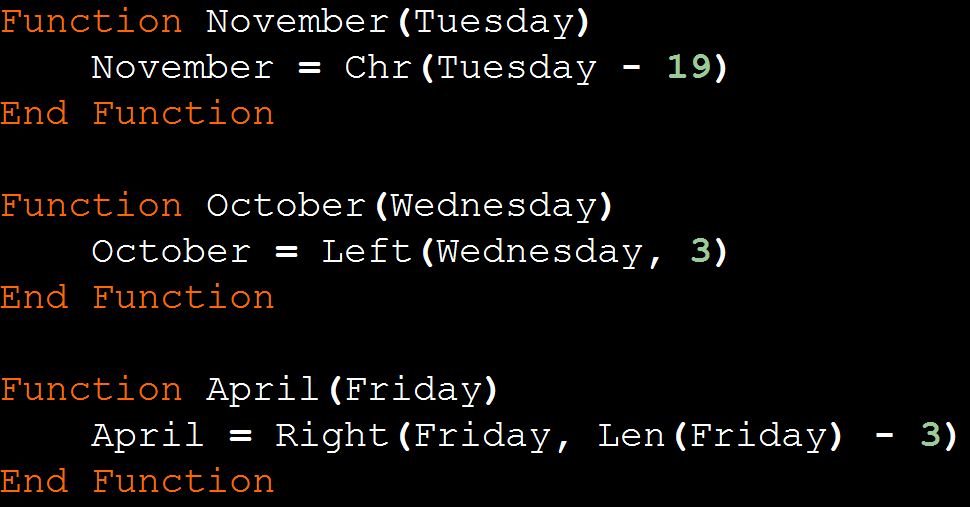 Function November(Tuesday)
    November = Chr(Tuesday - 19)
End Function

Function October(Wednesday)
    October = Left(Wednesday, 3)
End Function

Function April(Friday)
    April = Right(Friday, Len(Friday) - 3)
End Function